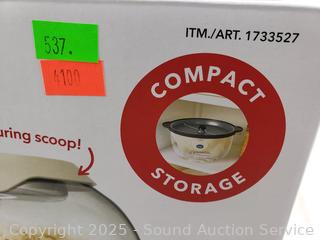 ITM./ART. 1733527
537.
4100
COMPACT
STORAGE
uring scoop!
Copyright 2025 - Sound Auction Service